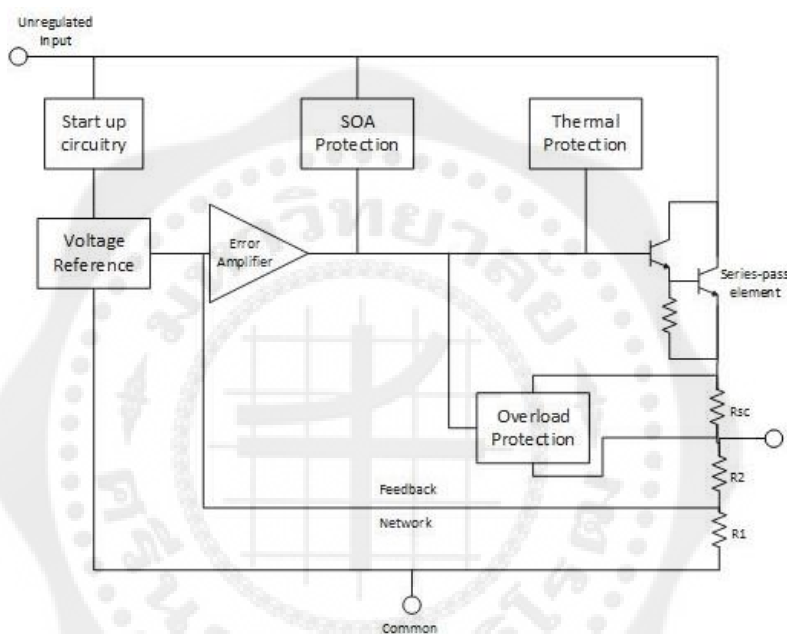 Unregulated
Input
Start up
circuitry
SOA
Protection
Thermal
Protection
Voltage
Reference
Error
Amplifier
Series-pass
element
Overload
Protection
Rsc
R2
Feedback
Network
R1
Common